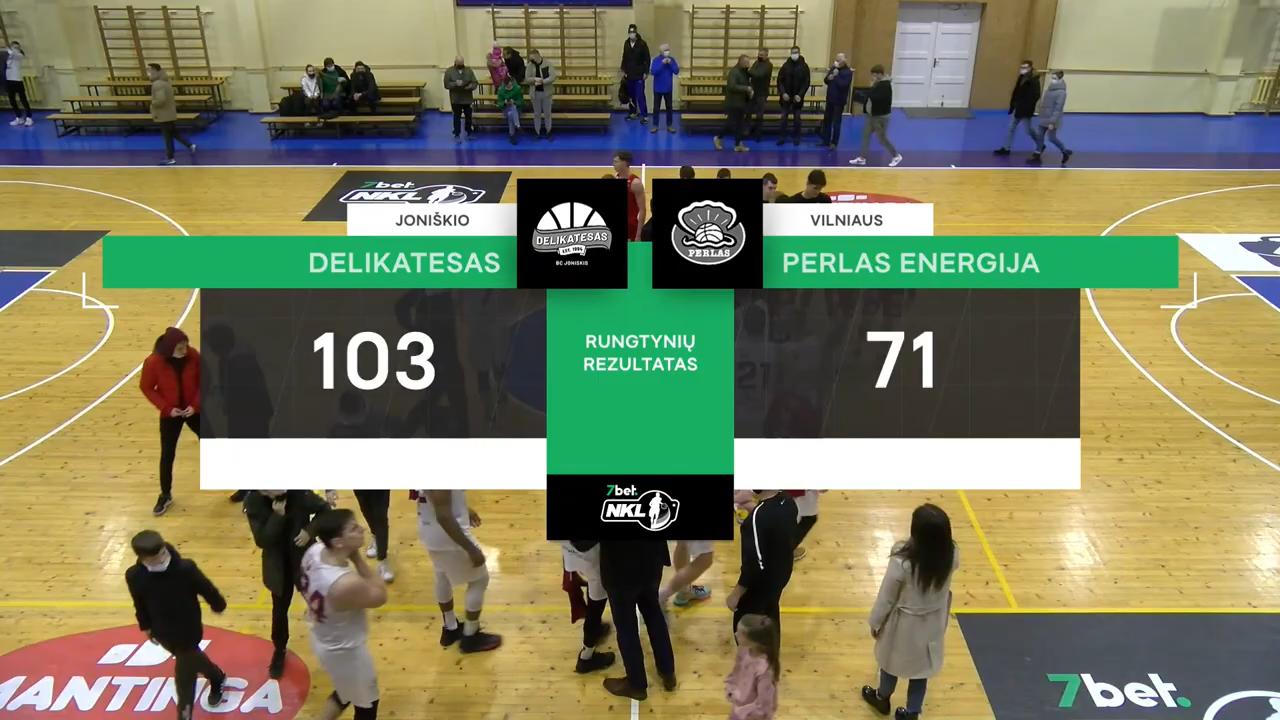 7bet.
NKL
JONIŠKIO
DELIKATESAS
DELIKATESAS
EST. 1994
BC JONIŠKIS
PERLAS
VILNIAUS
PERLAS ENERGIJA
103
RUNGTYNIŲ
REZULTATAS
71
21
7bet.
NKL
MANTINGA
7bet.